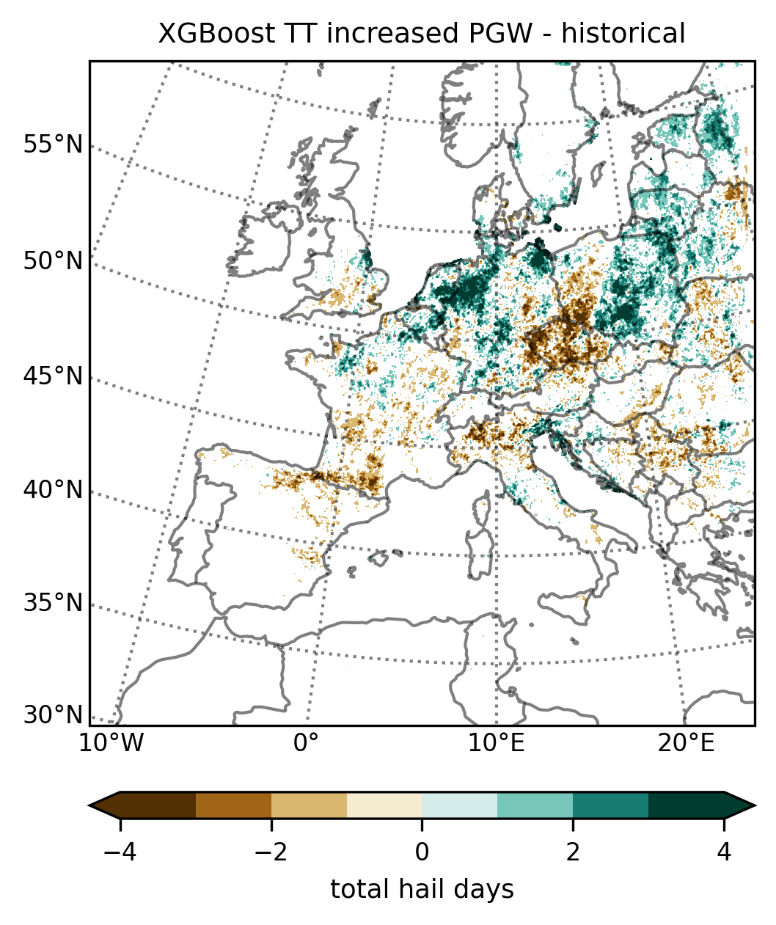 XGBoost TT increased PGW - historical
55°N
50°N
45°N
40°N
35°N
30°N
10°W 0° 10°E 20°E
−4 −2 0 2 4
total hail days